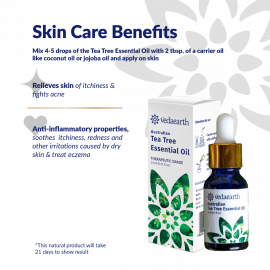 Skin Care Benefits
Mix 4-5 drops of the Tea Tree Essential Oil with 2 tbsp. of a carrier oil
like coconut oil or jojoba oil and apply on skin
Relieves skin of itchiness &
fights acne
Anti-inflammatory properties,
soothes itchiness, redness and
other irritations caused by dry
skin & treat eczema
*This natural product will take
21 days to show result
vedaearth
Australian
Tea Tree
Essential Oil
THERAPEUTIC GRADE
vedaearth
Australian
Tea Tree Essential Oil